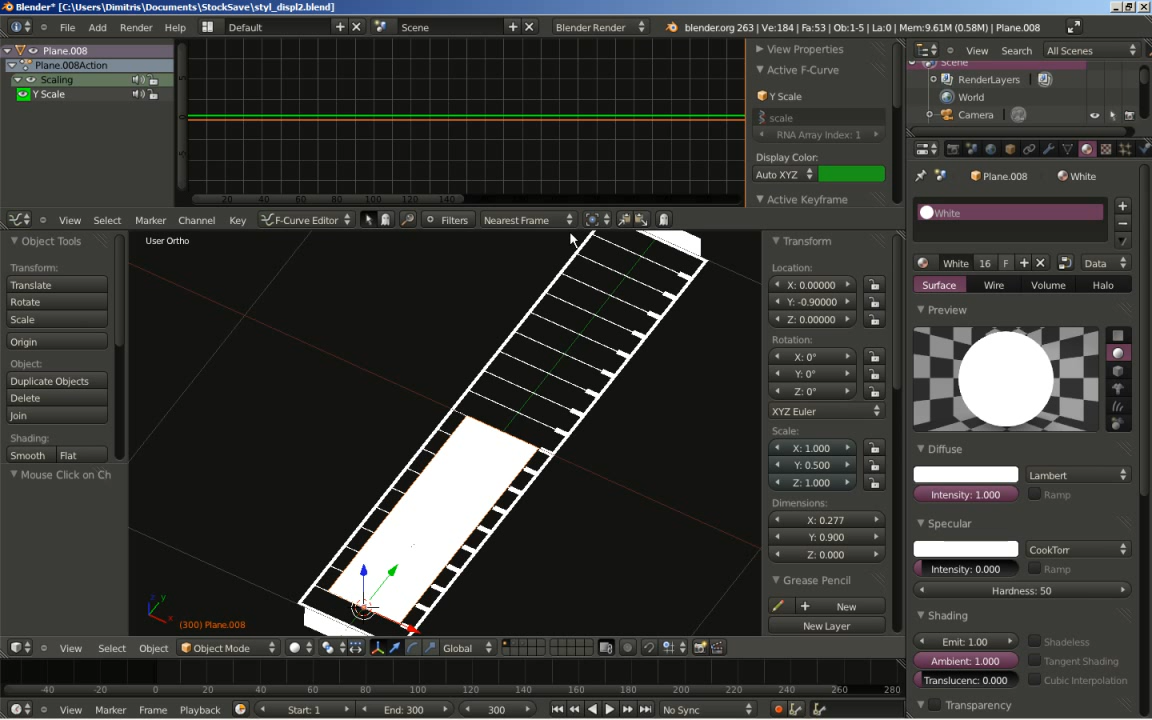 Blender* [C:\Users\Dimitris\Documents\StockSave\styl_displ2.blend]
File Add Render Help Default Scene Blender Render blender.org 263 | Ve:184 | Fa:53 | Ob:1-5 | La:0 | Mem:9.61M (0.58M) | Plane.008
Plane.008
Plane.008Action
Scaling
Y Scale
20 40 60 80 100 120 140
View Properties
Active F-Curve
Y Scale
scale
RNA Array Index: 1
Display Color:
Auto XYZ
Active Keyframe
View Search All Scenes
Scene
RenderLayers
World
Camera
View Select Marker Channel Key F-Curve Editor Filters Nearest Frame
Object Tools
Transform:
Translate
Rotate
Scale
Origin
Object:
Duplicate Objects
Delete
Join
Shading:
Smooth Flat
Mouse Click on Ch
User Ortho
z y
x
(300) Plane.008
Transform
Location:
X: 0.00000
Y: -0.90000
Z: 0.00000
Rotation:
X: 0°
Y: 0°
Z: 0°
XYZ Euler
Scale:
X: 1.000
Y: 0.500
Z: 1.000
Dimensions:
X: 0.277
Y: 0.900
Z: 0.000
Grease Pencil
New
New Layer
Plane.008 White
White
White 16 F Data
Surface Wire Volume Halo
Preview
Diffuse
Lambert
Intensity: 1.000 Ramp
Specular
CookTorr
Intensity: 0.000 Ramp
Hardness: 50
Shading
Emit: 1.00 Shadeless
Ambient: 1.000 Tangent Shading
Translucenc: 0.000 Cubic Interpolation
Transparency
View Select Object Object Mode Global
-40 -20 0 20 40 60 80 100 120 140 160 180 200 220 240 260 280
View Marker Frame Playback Start: 1 End: 300 300 No Sync